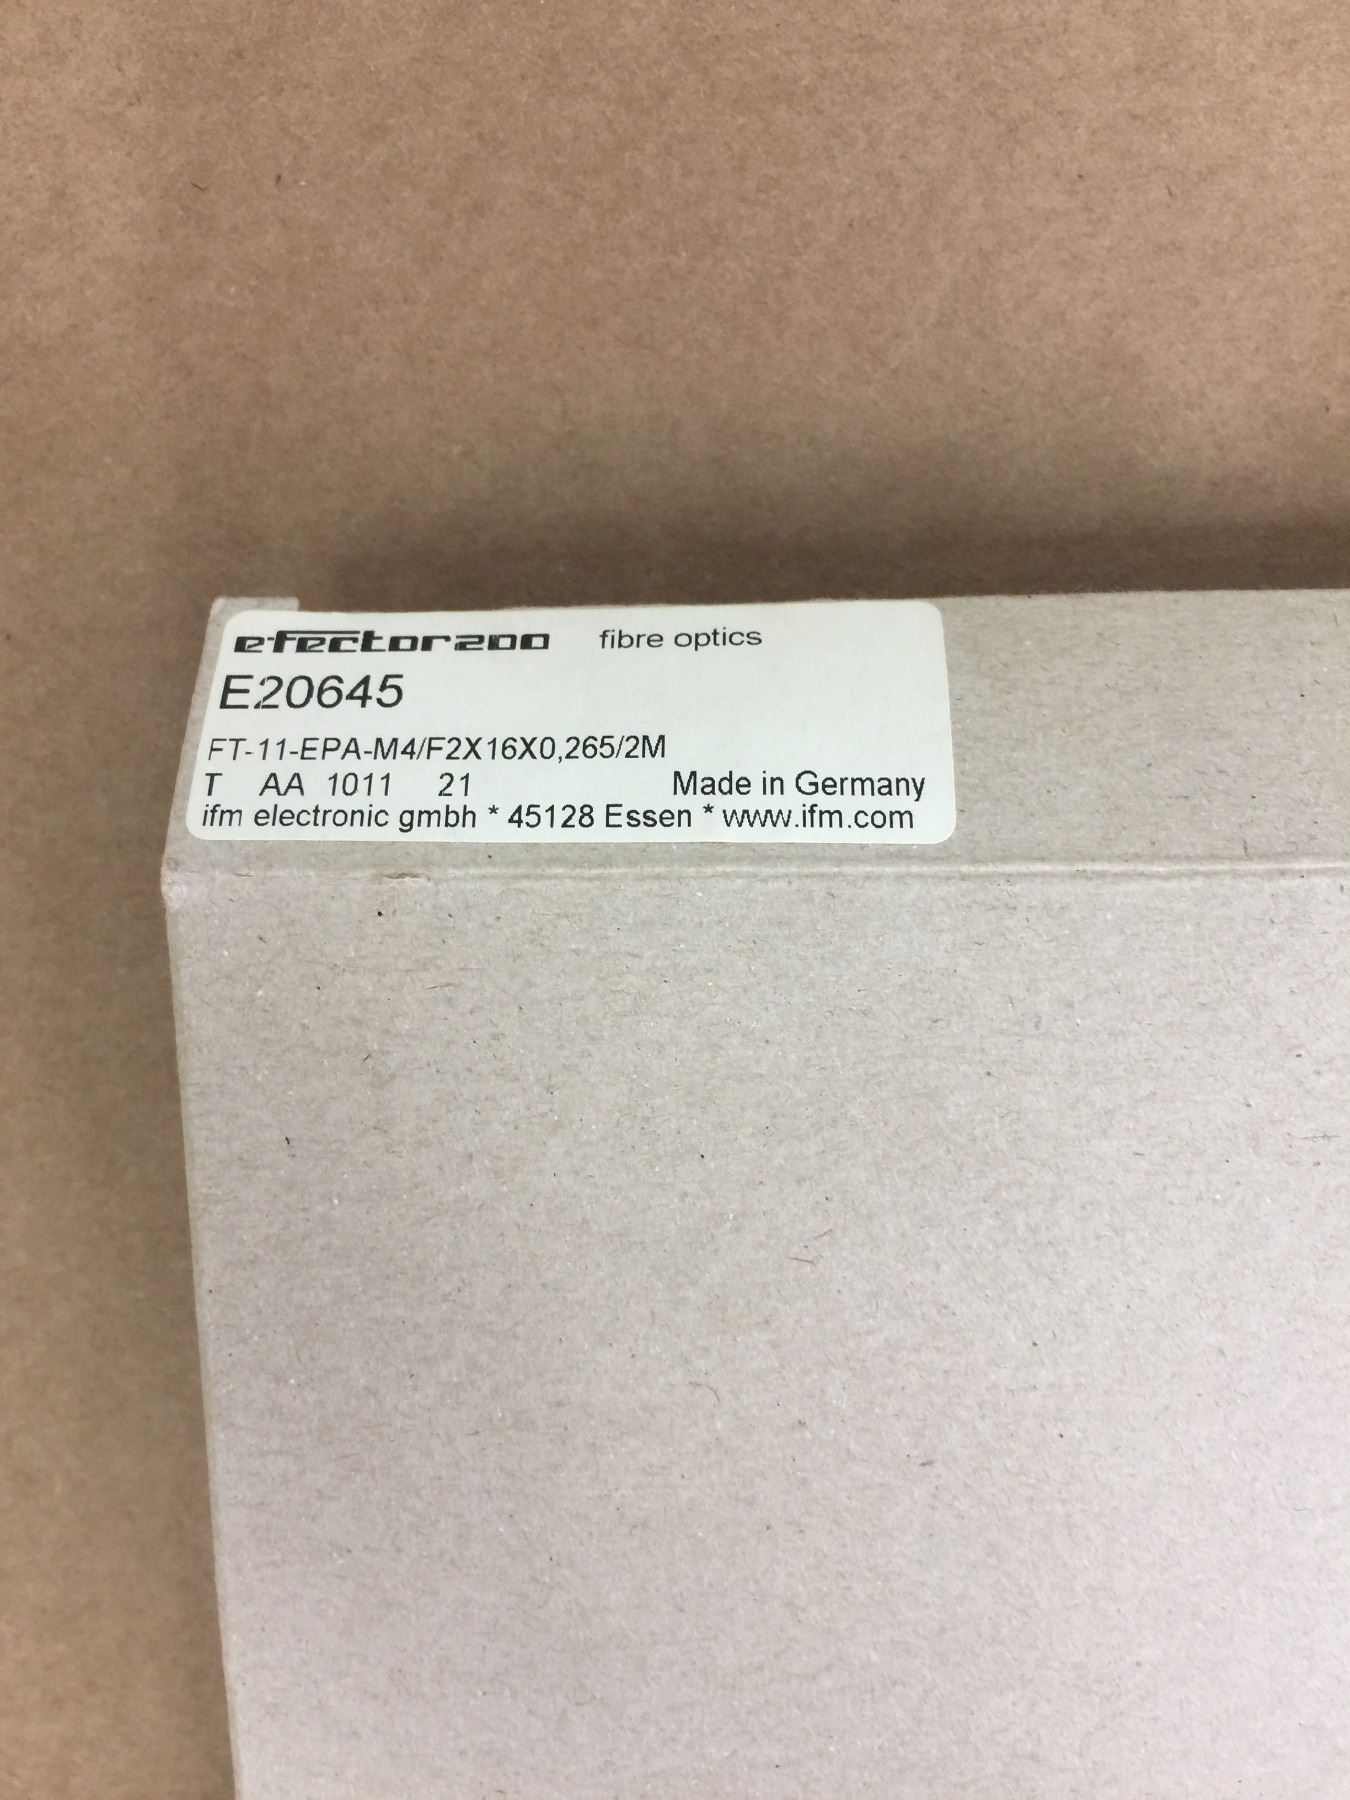 efector200 fibre optics
E20645
FT-11-EPA-M4/F2X16X0,265/2M
T AA 1011 21 Made in Germany
ifm electronic gmbh * 45128 Essen * www.ifm.com